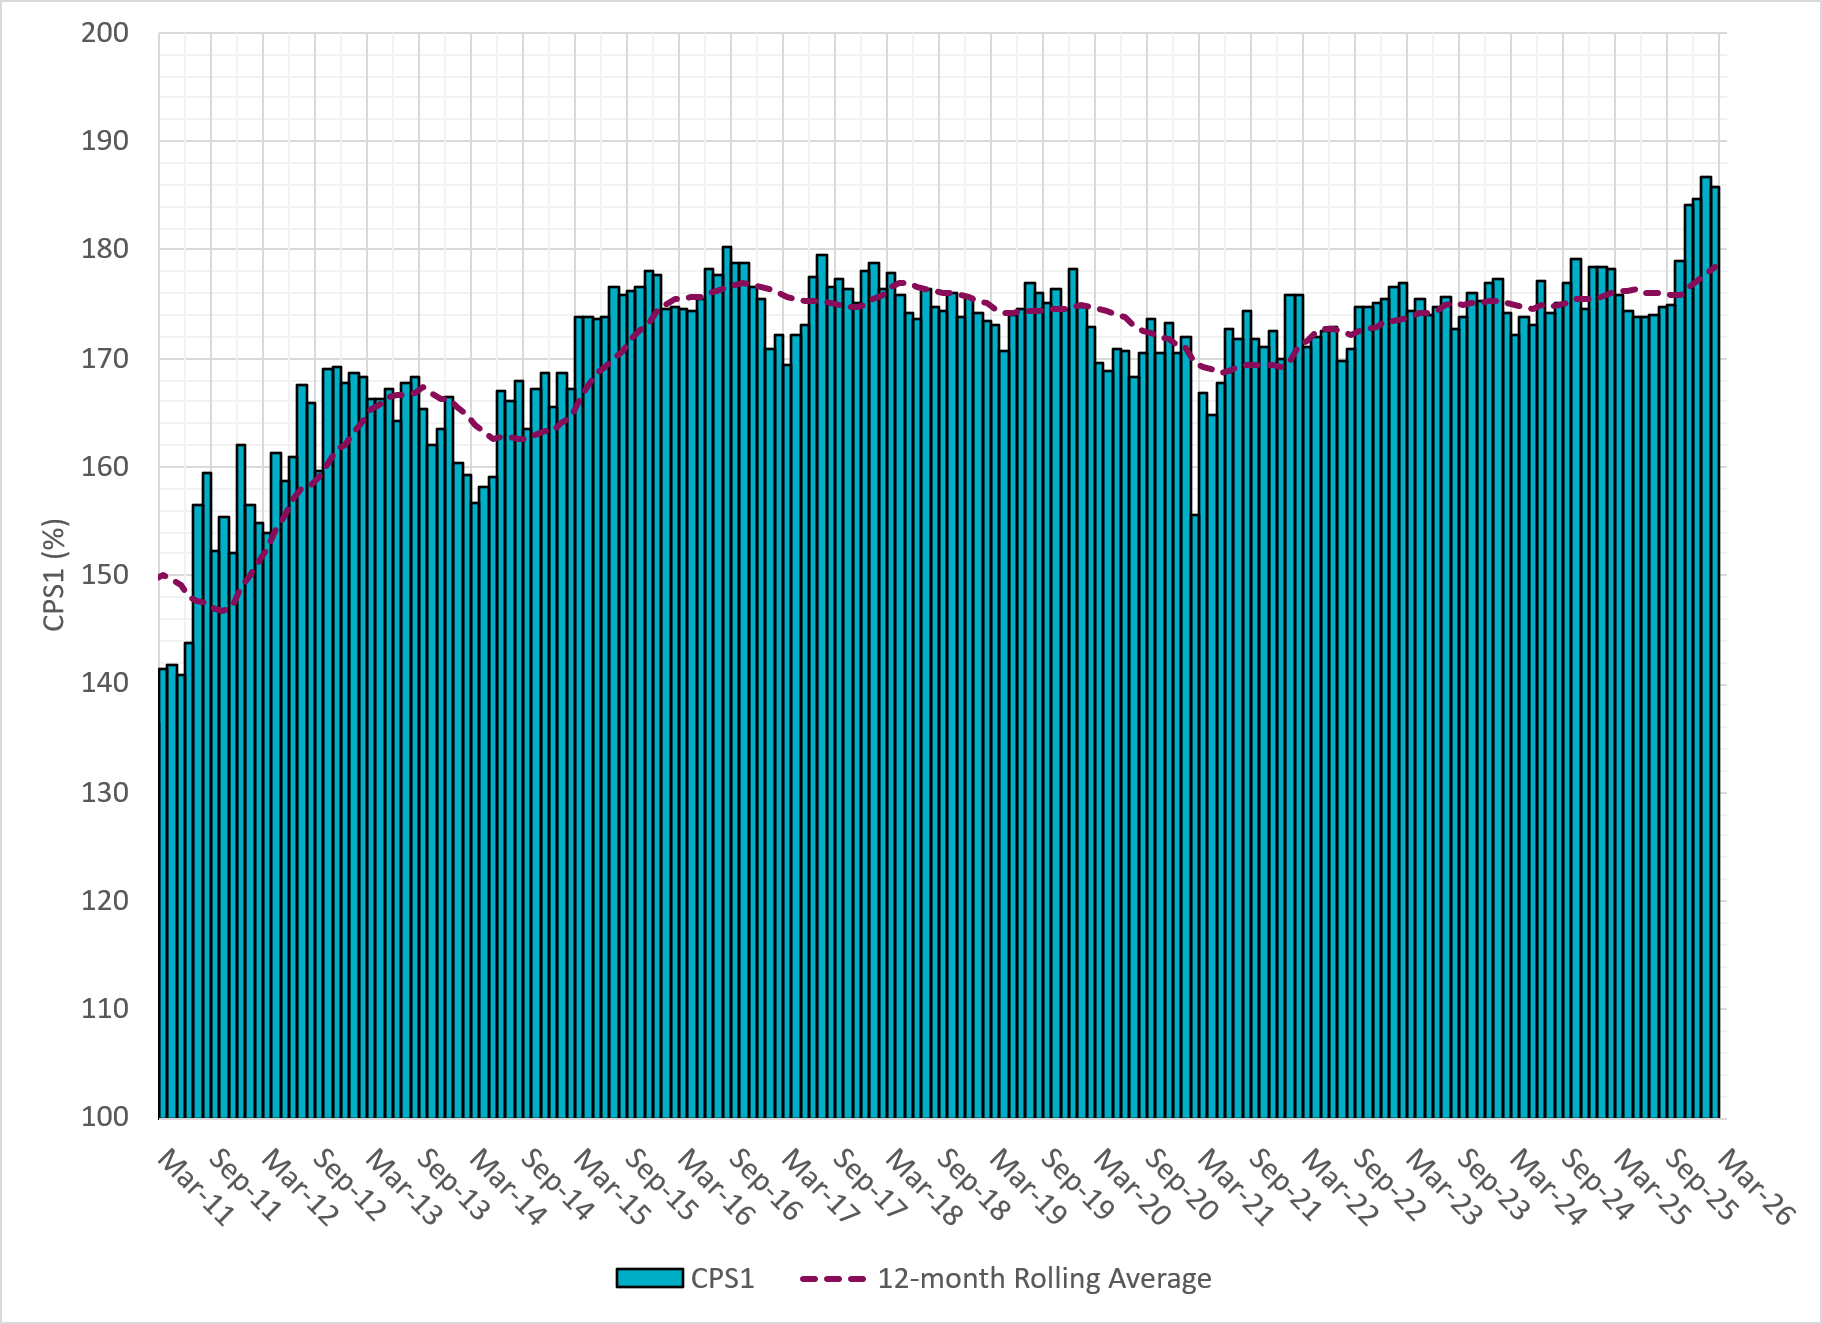 200
190
180
170
160
150
140
130
120
110
100
CPS1 (%)
Mar-11
Sep-11
Mar-12
Sep-12
Mar-13
Sep-13
Mar-14
Sep-14
Mar-15
Sep-15
Mar-16
Sep-16
Mar-17
Sep-17
Mar-18
Sep-18
Mar-19
Sep-19
Mar-20
Sep-20
Mar-21
Sep-21
Mar-22
Sep-22
Mar-23
Sep-23
Mar-24
Sep-24
Mar-25
Sep-25
Mar-26
CPS1
12-month Rolling Average